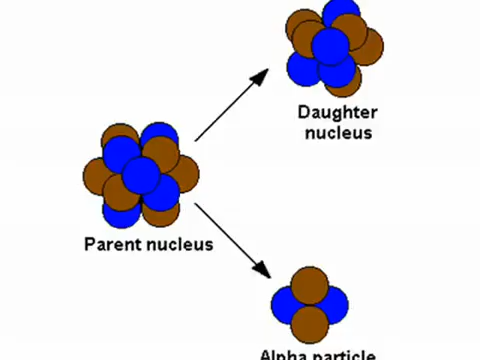 Daughter
nucleus
Parent nucleus
Alpha particle